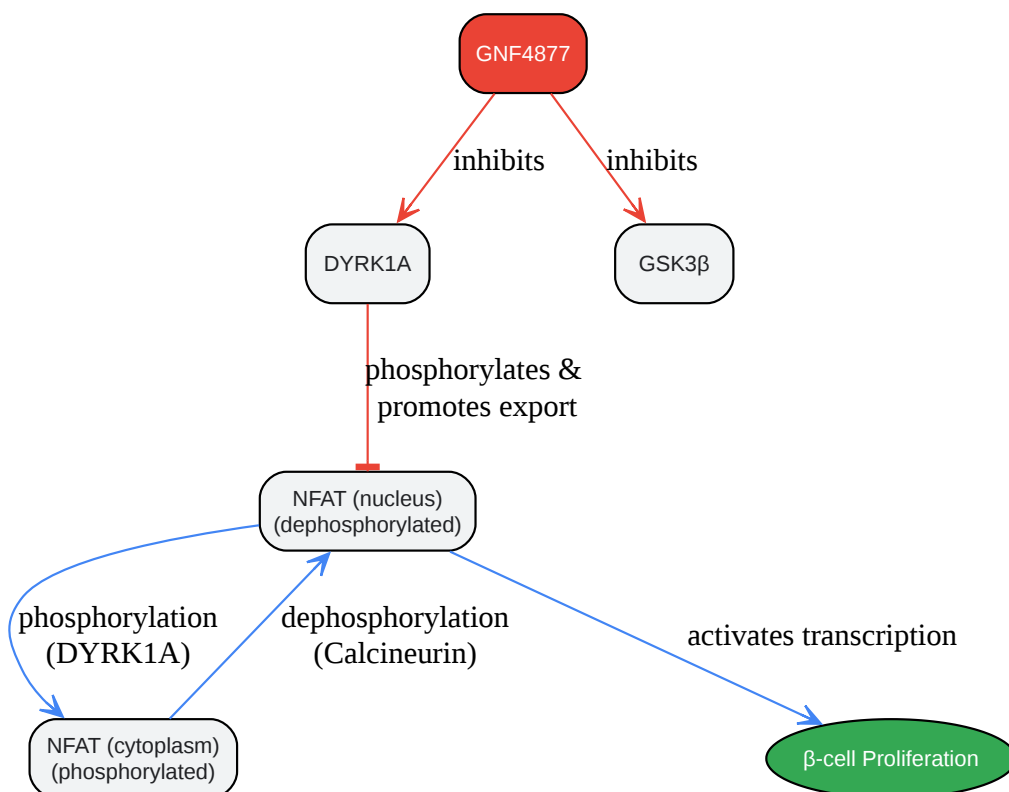 GNF4877
inhibits
inhibits
DYRK1A
GSK3β
phosphorylates &
promotes export
NFAT (nucleus)
(dephosphorylated)
phosphorylation
(DYRK1A)
dephosphorylation
(Calcineurin)
activates transcription
NFAT (cytoplasm)
(phosphorylated)
β-cell Proliferation